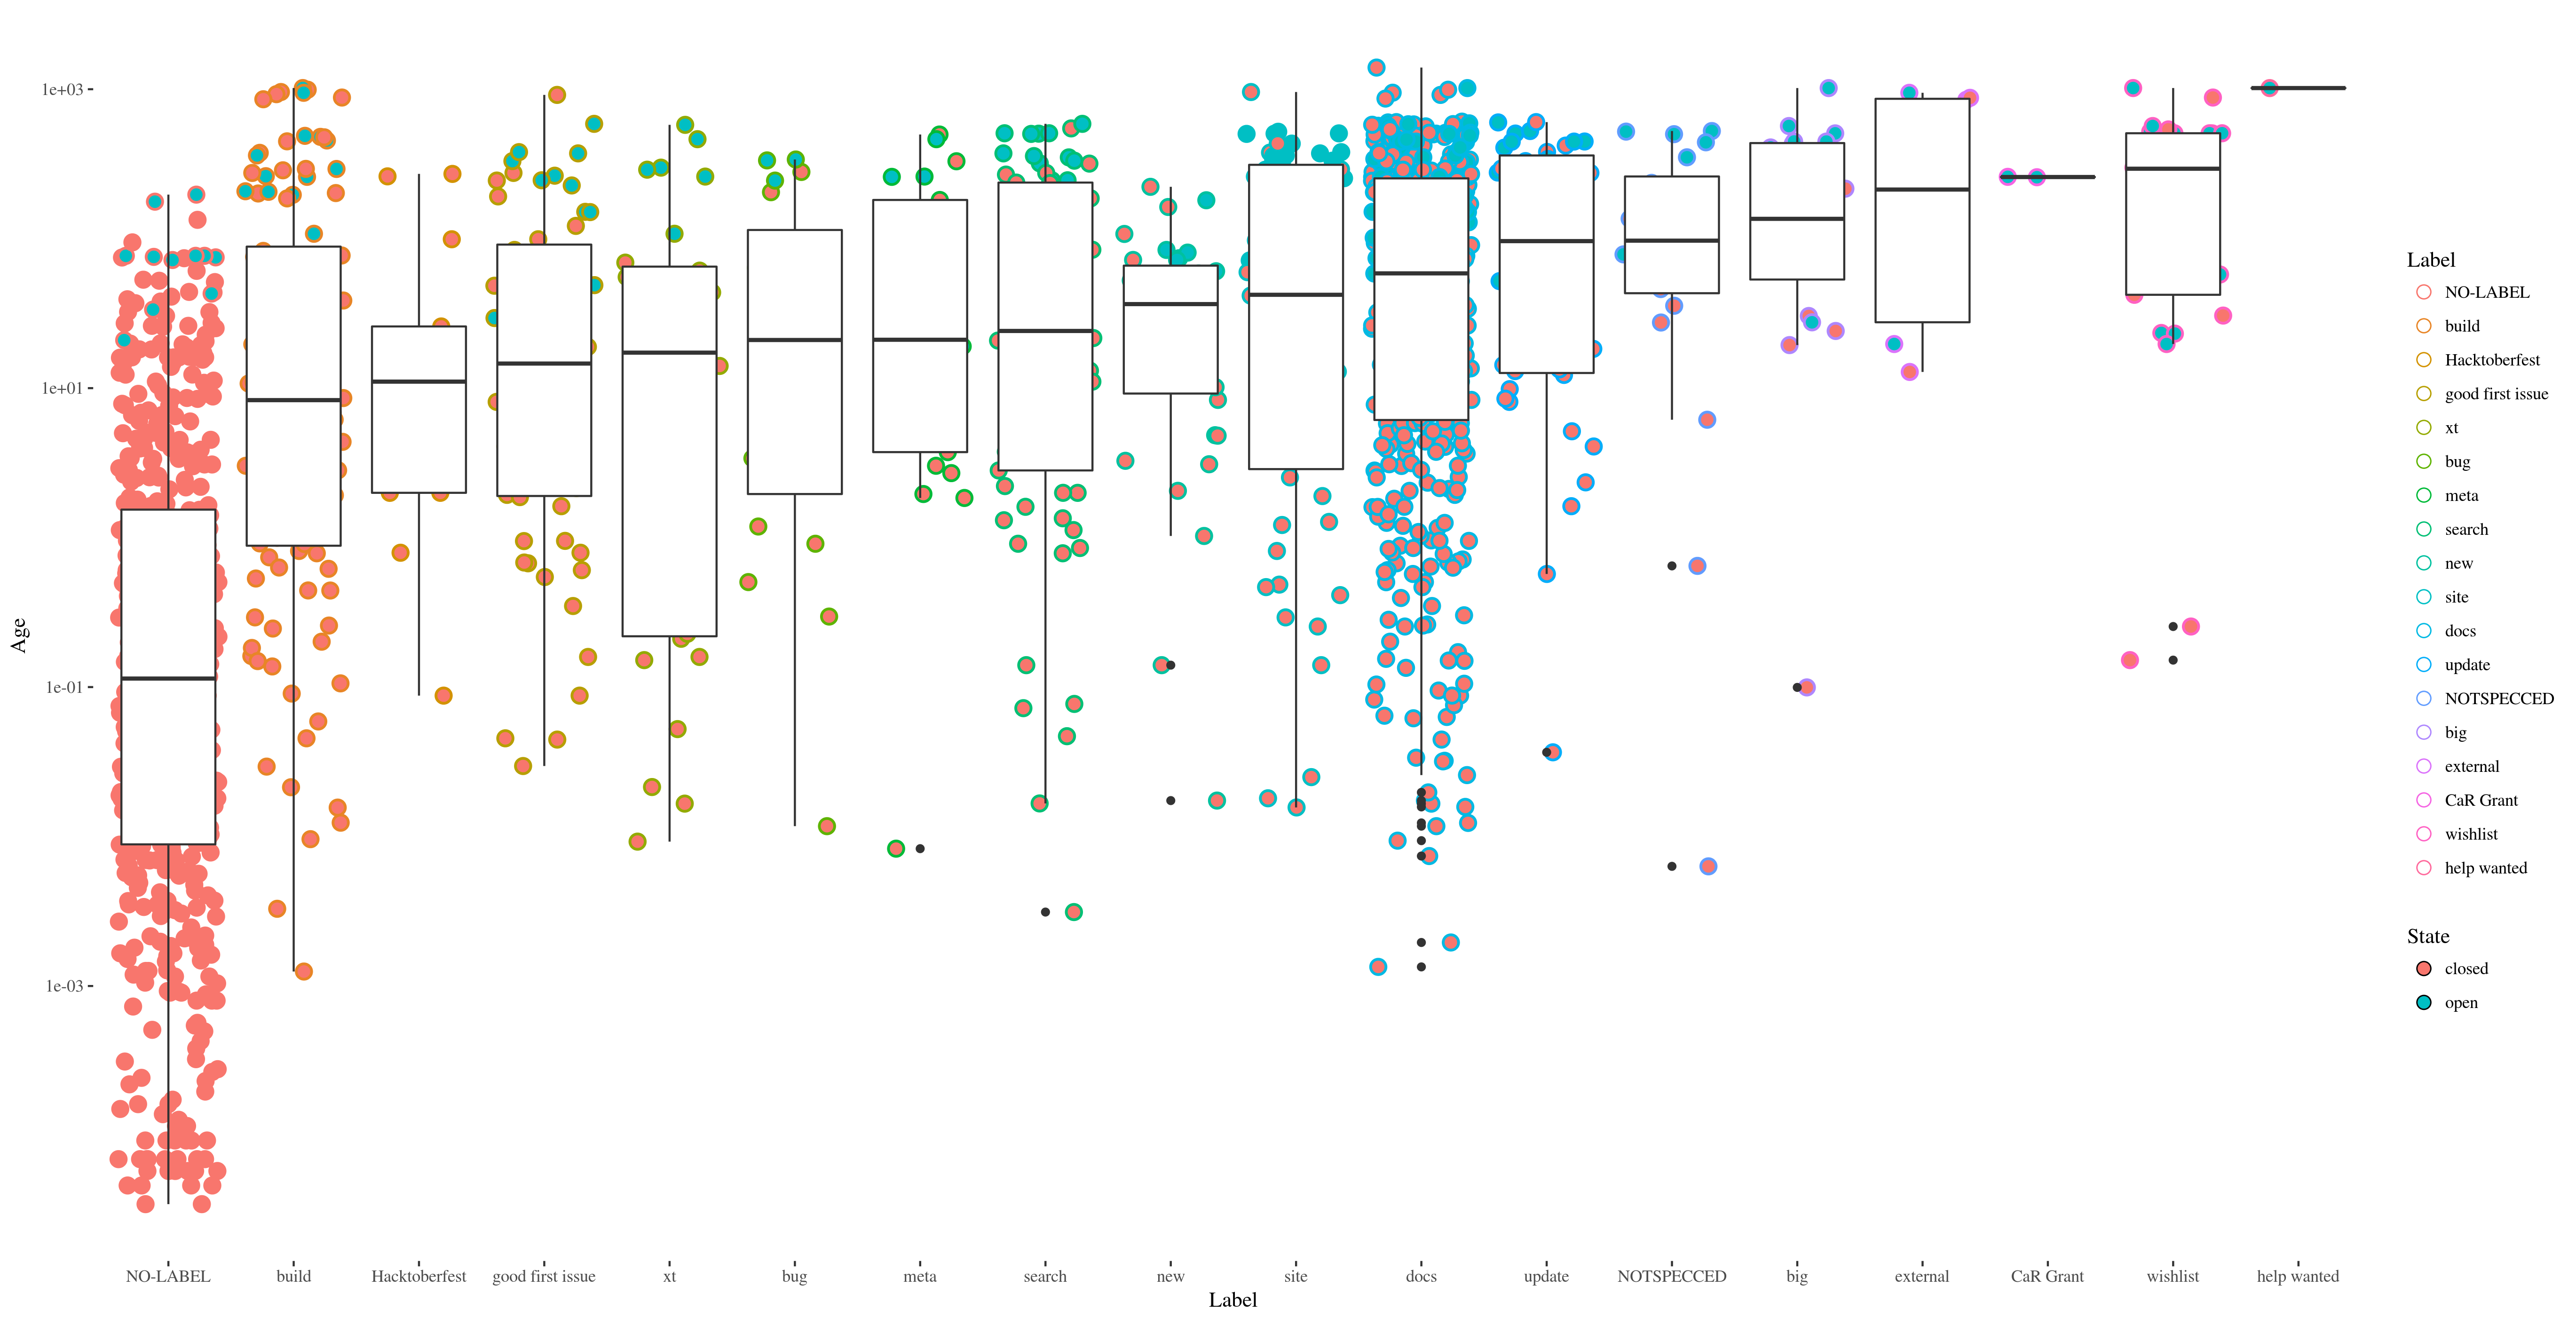 1e+03
1e+01
1e-01
1e-03
Age
NO-LABEL build Hacktoberfest good first issue xt bug meta search new site docs update NOTSPECCED big external CaR Grant wishlist help wanted
Label
Label
NO-LABEL
build
Hacktoberfest
good first issue
xt
bug
meta
search
new
site
docs
update
NOTSPECCED
big
external
CaR Grant
wishlist
help wanted
State
closed
open